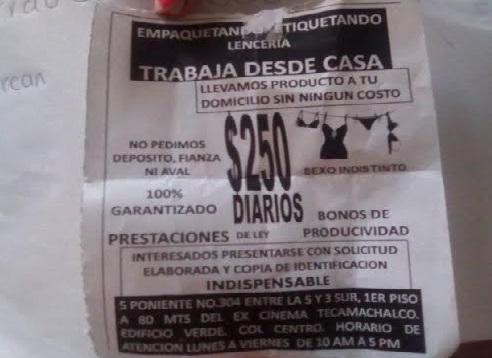 EMPAQUETANDO/ETIQUETANDO
LENCERIA
TRABAJA DESDE CASA
LLEVAMOS PRODUCTO A TU
DOMICILIO SIN NINGUN COSTO
NO PEDIMOS
DEPOSITO, FIANZA
NI AVAL
100%
GARANTIZADO
$250
DIARIOS
SEXO INDISTINTO
BONOS DE
PRODUCTIVIDAD
PRESTACIONES DE LEY
INTERESADOS PRESENTARSE CON SOLICITUD
ELABORADA Y COPIA DE IDENTIFICACION
INDISPENSABLE
5 PONIENTE NO.304 ENTRE LA 5 Y 3 SUR, 1ER PISO
A 80 MTS DEL EX CINEMA TECAMACHALCO.
EDIFICIO VERDE. COL CENTRO. HORARIO DE
ATENCION LUNES A VIERNES DE 10 AM A 5 PM